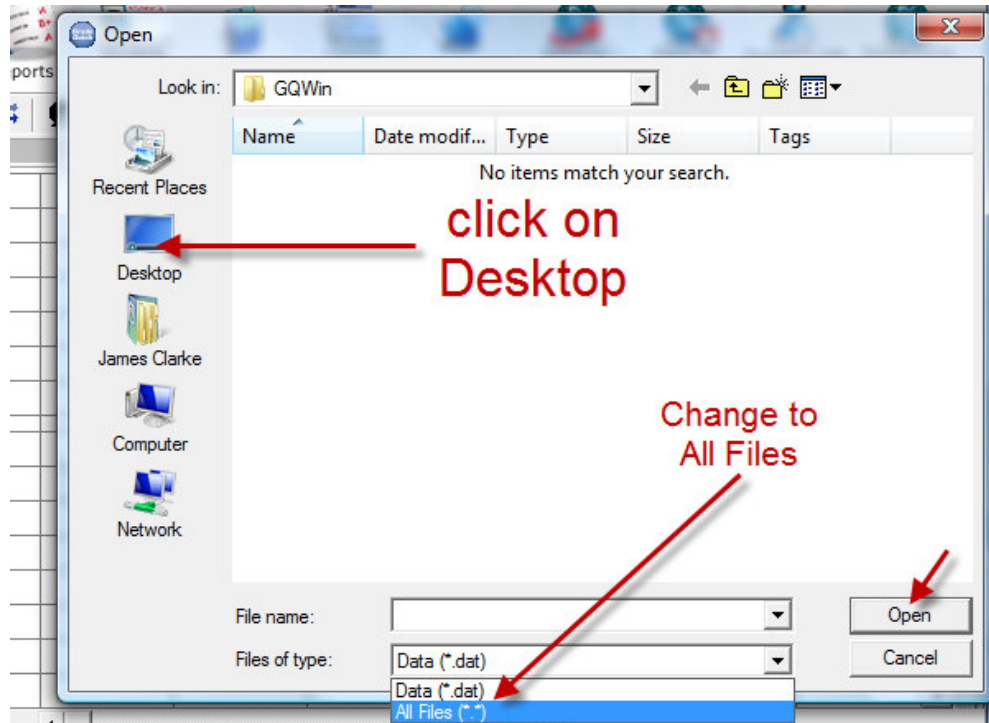 ports
Open
Look in: GQWin
Name Date modif... Type Size Tags
No items match your search.
Recent Places
click on
Desktop
Desktop
James Clarke
Change to
All Files
Computer
Network
File name: Open
Files of type: Data (*.dat) Cancel
Data (*.dat)
All Files (*.*)